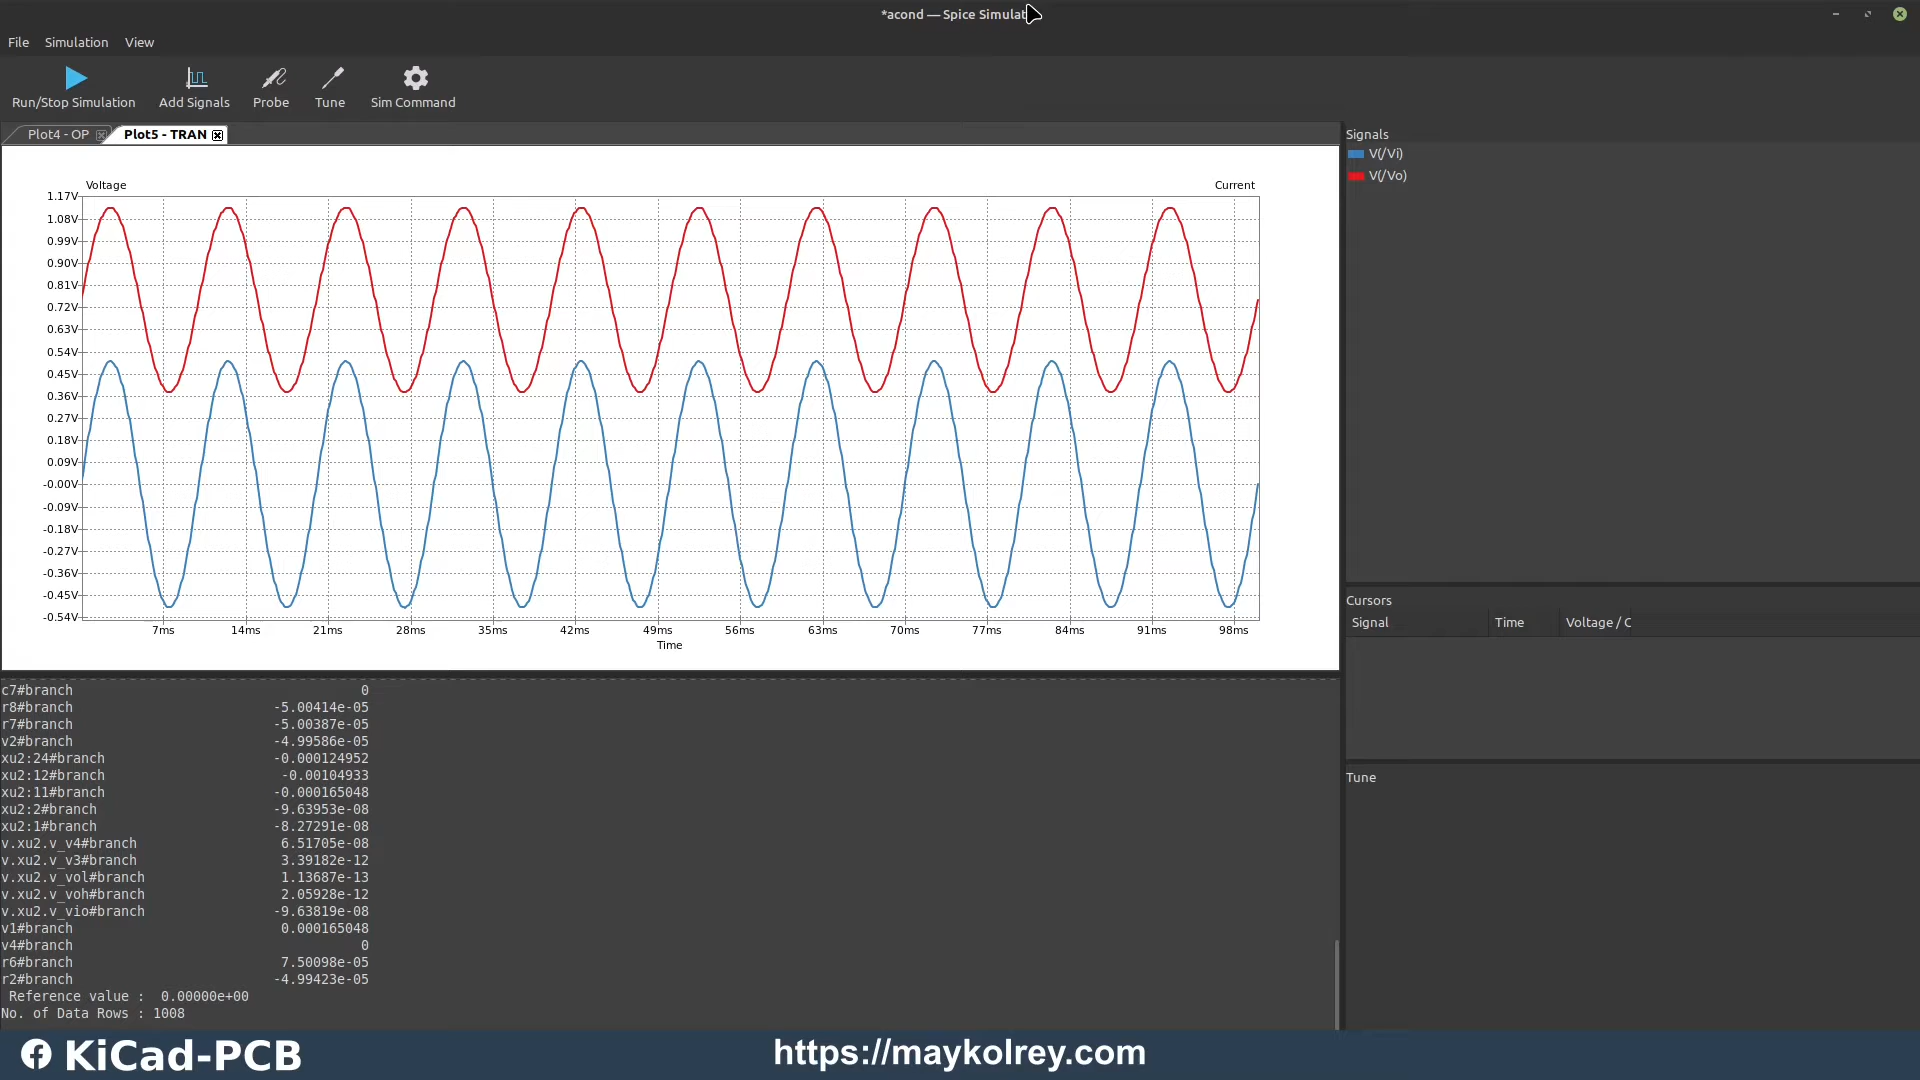 *acond — Spice Simulat
File Simulation View
Run/Stop Simulation Add Signals Probe Tune Sim Command
Plot4 - OP Plot5 - TRAN
Signals
V(/Vi)
V(/Vo)
Voltage Current
1.17V
1.08V
0.99V
0.90V
0.81V
0.72V
0.63V
0.54V
0.45V
0.36V
0.27V
0.18V
0.09V
-0.00V
-0.09V
-0.18V
-0.27V
-0.36V
-0.45V
-0.54V
7ms 14ms 21ms 28ms 35ms 42ms 49ms 56ms 63ms 70ms 77ms 84ms 91ms 98ms
Time
Cursors
Signal Time Voltage / C
Tune
c7#branch 0
r8#branch -5.00414e-05
r7#branch -5.00387e-05
v2#branch -4.99586e-05
xu2:24#branch -0.000124952
xu2:12#branch -0.00104933
xu2:11#branch -0.000165048
xu2:2#branch -9.63953e-08
xu2:1#branch -8.27291e-08
v.xu2.v_v4#branch 6.51705e-08
v.xu2.v_v3#branch 3.39182e-12
v.xu2.v_vol#branch 1.13687e-13
v.xu2.v_voh#branch 2.05928e-12
v.xu2.v_vio#branch -9.63819e-08
v1#branch 0.000165048
v4#branch 0
r6#branch 7.50098e-05
r2#branch -4.99423e-05
Reference value : 0.00000e+00
No. of Data Rows : 1008
KiCad-PCB
https://maykolrey.com